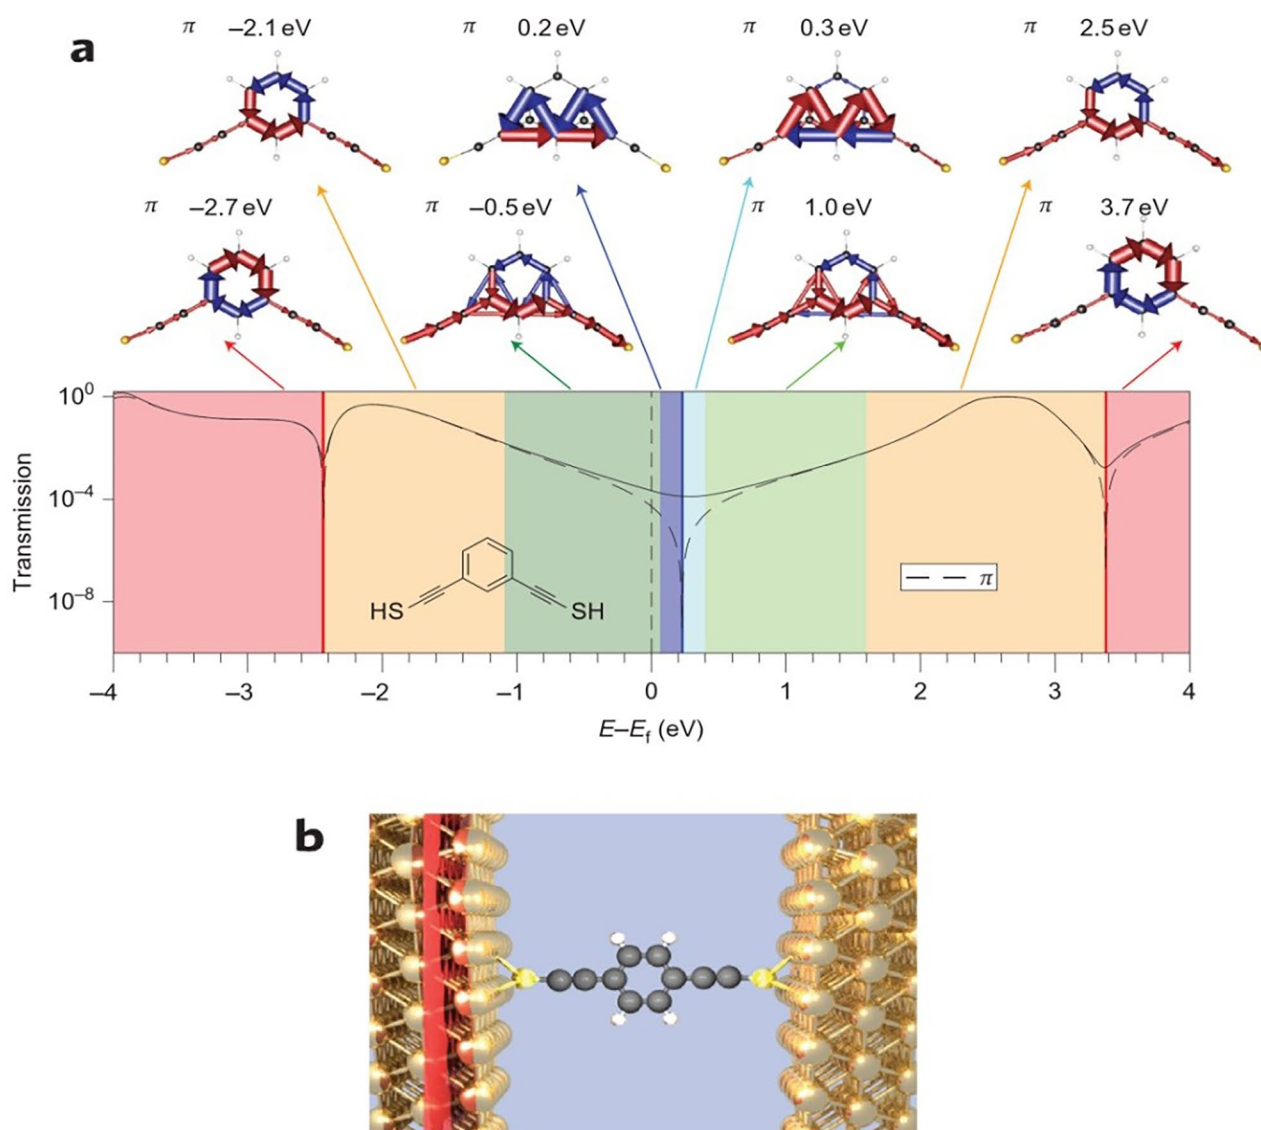 a
π –2.1 eV π 0.2 eV π 0.3 eV π 2.5 eV
π –2.7 eV π –0.5 eV π 1.0 eV π 3.7 eV
10⁰
10⁻⁴
10⁻⁸
Transmission
HS SH
π
–4 –3 –2 –1 0 1 2 3 4
E–E_f (eV)
b